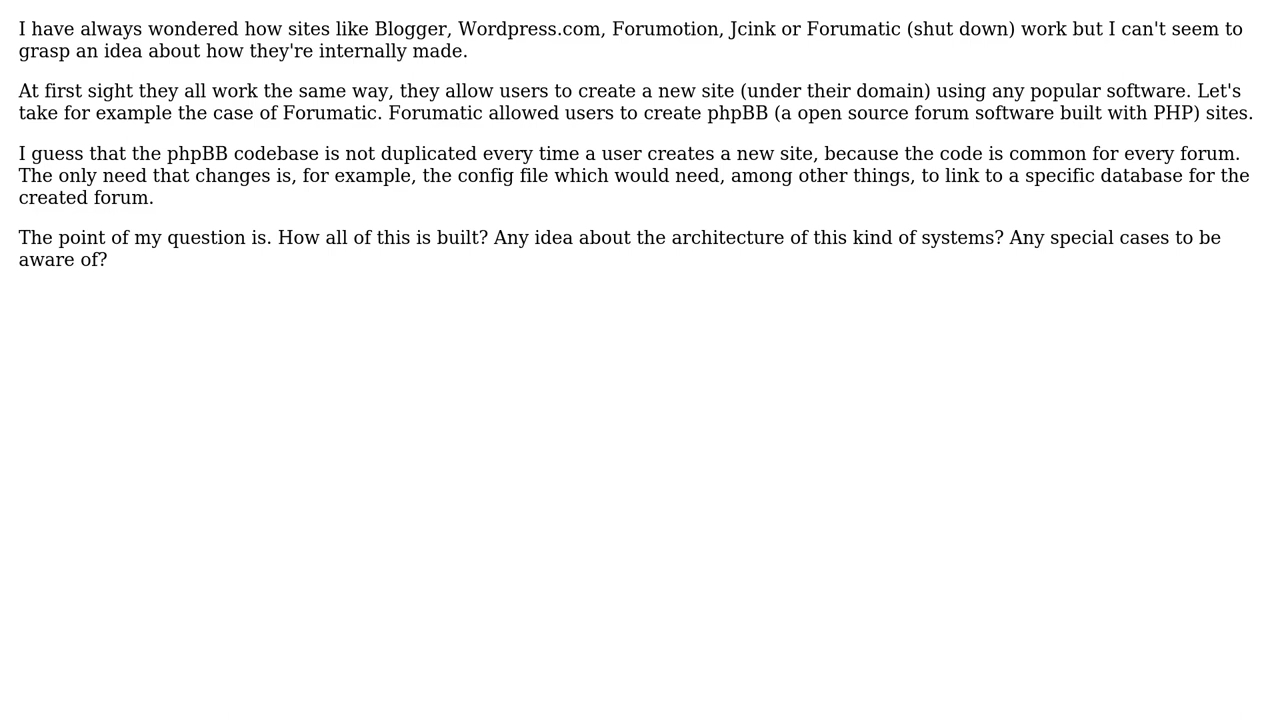 I have always wondered how sites like Blogger, Wordpress.com, Forumotion, Jcink or Forumatic (shut down) work but I can't seem to
grasp an idea about how they're internally made.
At first sight they all work the same way, they allow users to create a new site (under their domain) using any popular software. Let's
take for example the case of Forumatic. Forumatic allowed users to create phpBB (a open source forum software built with PHP) sites.
I guess that the phpBB codebase is not duplicated every time a user creates a new site, because the code is common for every forum.
The only need that changes is, for example, the config file which would need, among other things, to link to a specific database for the
created forum.
The point of my question is. How all of this is built? Any idea about the architecture of this kind of systems? Any special cases to be
aware of?